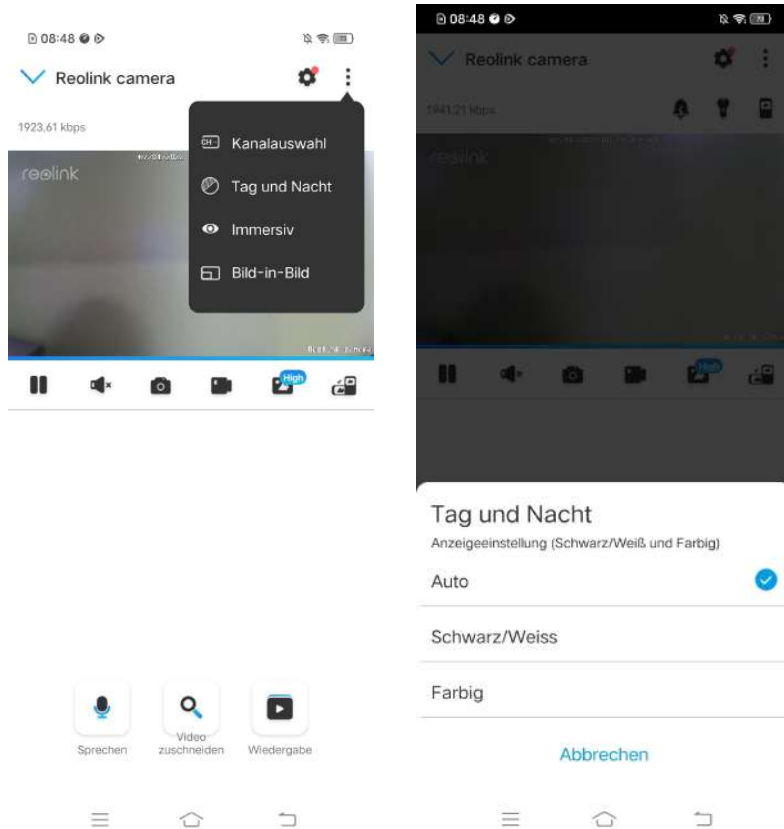 08:48
Reolink camera
1923,61 kbps
reolink
Kanalauswahl
Tag und Nacht
Immersiv
Bild-in-Bild
High
Sprechen
Video
zuschneiden
Wiedergabe
08:48
Reolink camera
1941,21 kbps
reolink
High
Tag und Nacht
Anzeigeeinstellung (Schwarz/Weiß und Farbig)
Auto
Schwarz/Weiss
Farbig
Abbrechen